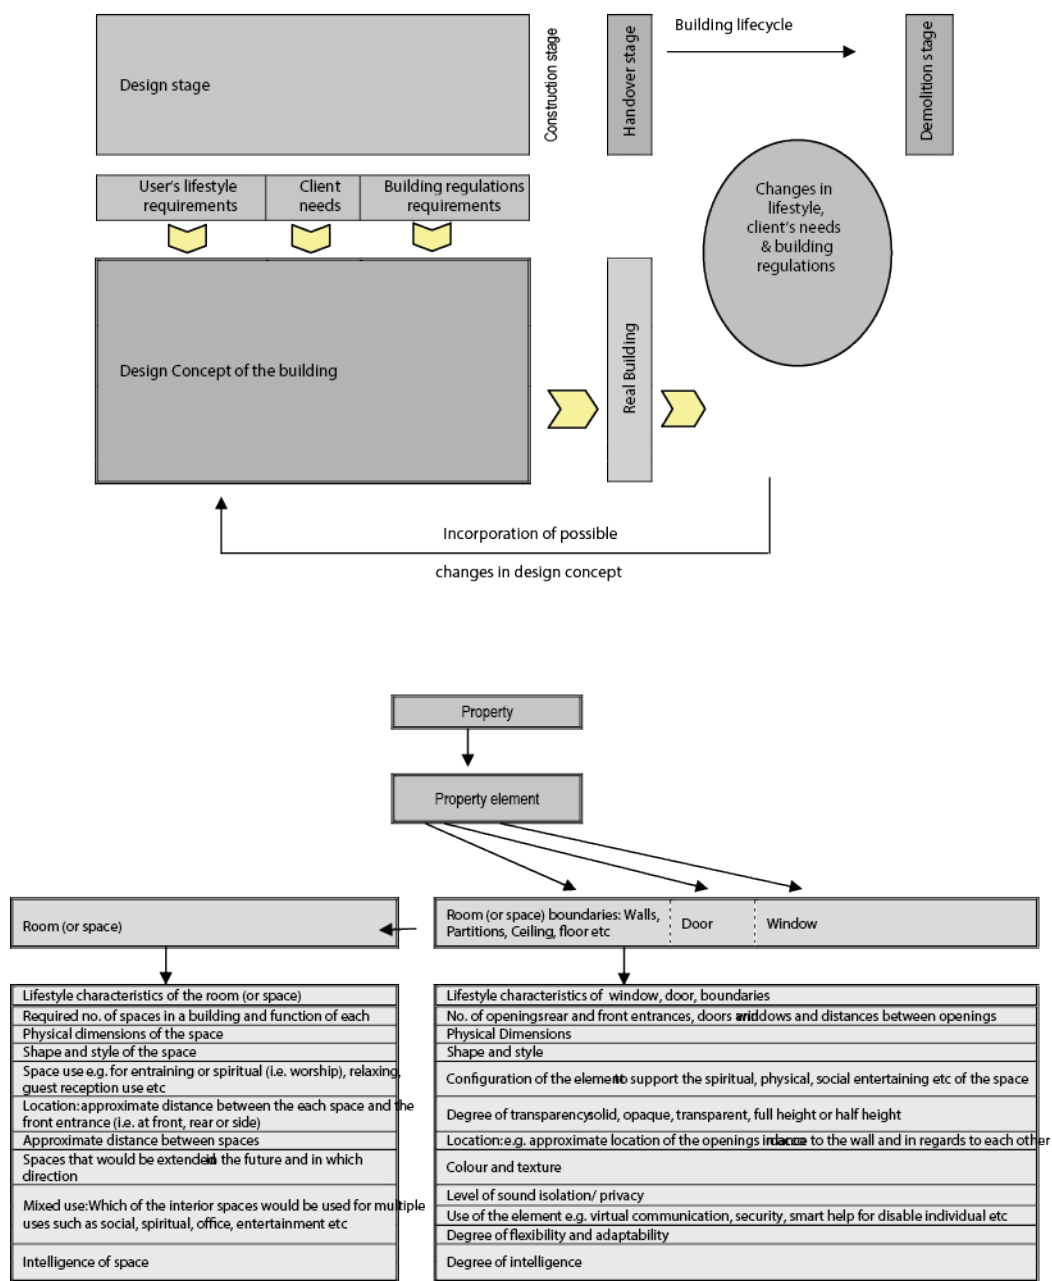 Building lifecycle
Design stage
Construction stage
Handover stage
Demolition stage
User's lifestyle
requirements
Client
needs
Building regulations
requirements
Changes in
lifestyle,
client's needs
& building
regulations
Design Concept of the building
Real Building
Incorporation of possible
changes in design concept
Property
Property element
Room (or space)
Room (or space) boundaries: Walls,
Partitions, Ceiling, floor etc
Door
Window
Lifestyle characteristics of the room (or space)
Required no. of spaces in a building and function of each
Physical dimensions of the space
Shape and style of the space
Space use e.g. for entraining or spiritual (i.e. worship), relaxing,
guest reception use etc
Location: approximate distance between the each space and the
front entrance (i.e. at front, rear or side)
Approximate distance between spaces
Spaces that would be extended in the future and in which
direction
Mixed use: Which of the interior spaces would be used for multiple
uses such as social, spiritual, office, entertainment etc
Intelligence of space
Lifestyle characteristics of window, door, boundaries
No. of openings rear and front entrances, doors and windows and distances between openings
Physical Dimensions
Shape and style
Configuration of the element to support the spiritual, physical, social entertaining etc of the space
Degree of transparency solid, opaque, transparent, full height or half height
Location: e.g. approximate location of the openings in to the wall and in regards to each other
Colour and texture
Level of sound isolation/ privacy
Use of the element e.g. virtual communication, security, smart help for disable individual etc
Degree of flexibility and adaptability
Degree of intelligence